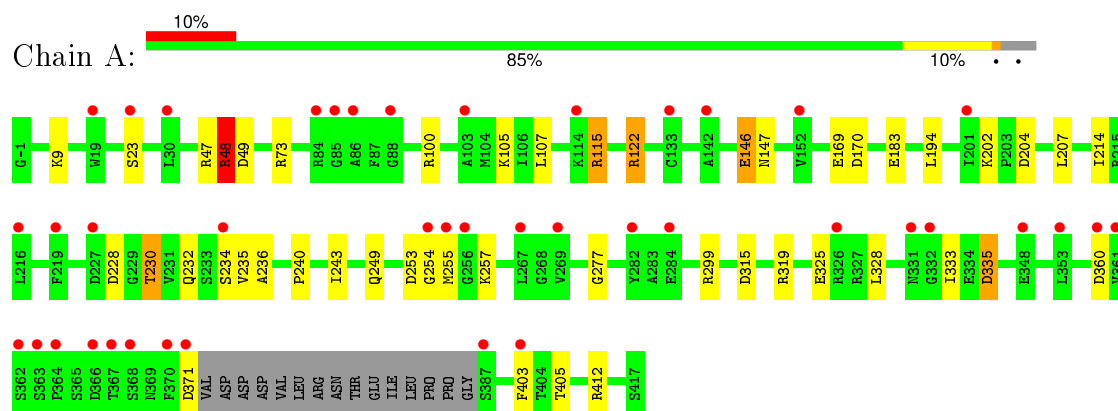 10%
Chain A:
85% 10% • •
G-1 K9 W19 S23 L30 R47 R48 D49 R73 R84 G85 A86 F87 G88 R100 A103 M104 K105 I106 L107 K114 R115 R122 G133 A142 E146 N147 V152 E169 D170 E183 L194 I201 K202 P203 D204 L207 I214
L216 F219 D227 D228 G229 T230 V231 Q232 S233 S234 V235 A236 P240 I243 Q249 D253 G254 M255 G256 K257 L267 G268 V269 G277 Y282 A283 E284 R299 D315 R319 E325 R326 R327 L328 N331 G332 I333 E334 D335 E348 L353 D360
S362 S363 P364 S365 D366 T367 S368 N369 F370 D371 VAL ASP ASP ASP VAL LEU ARG ASN THR GLU ILE LEU PRO PRO GLY S387 F403 T404 T405 R412 S417